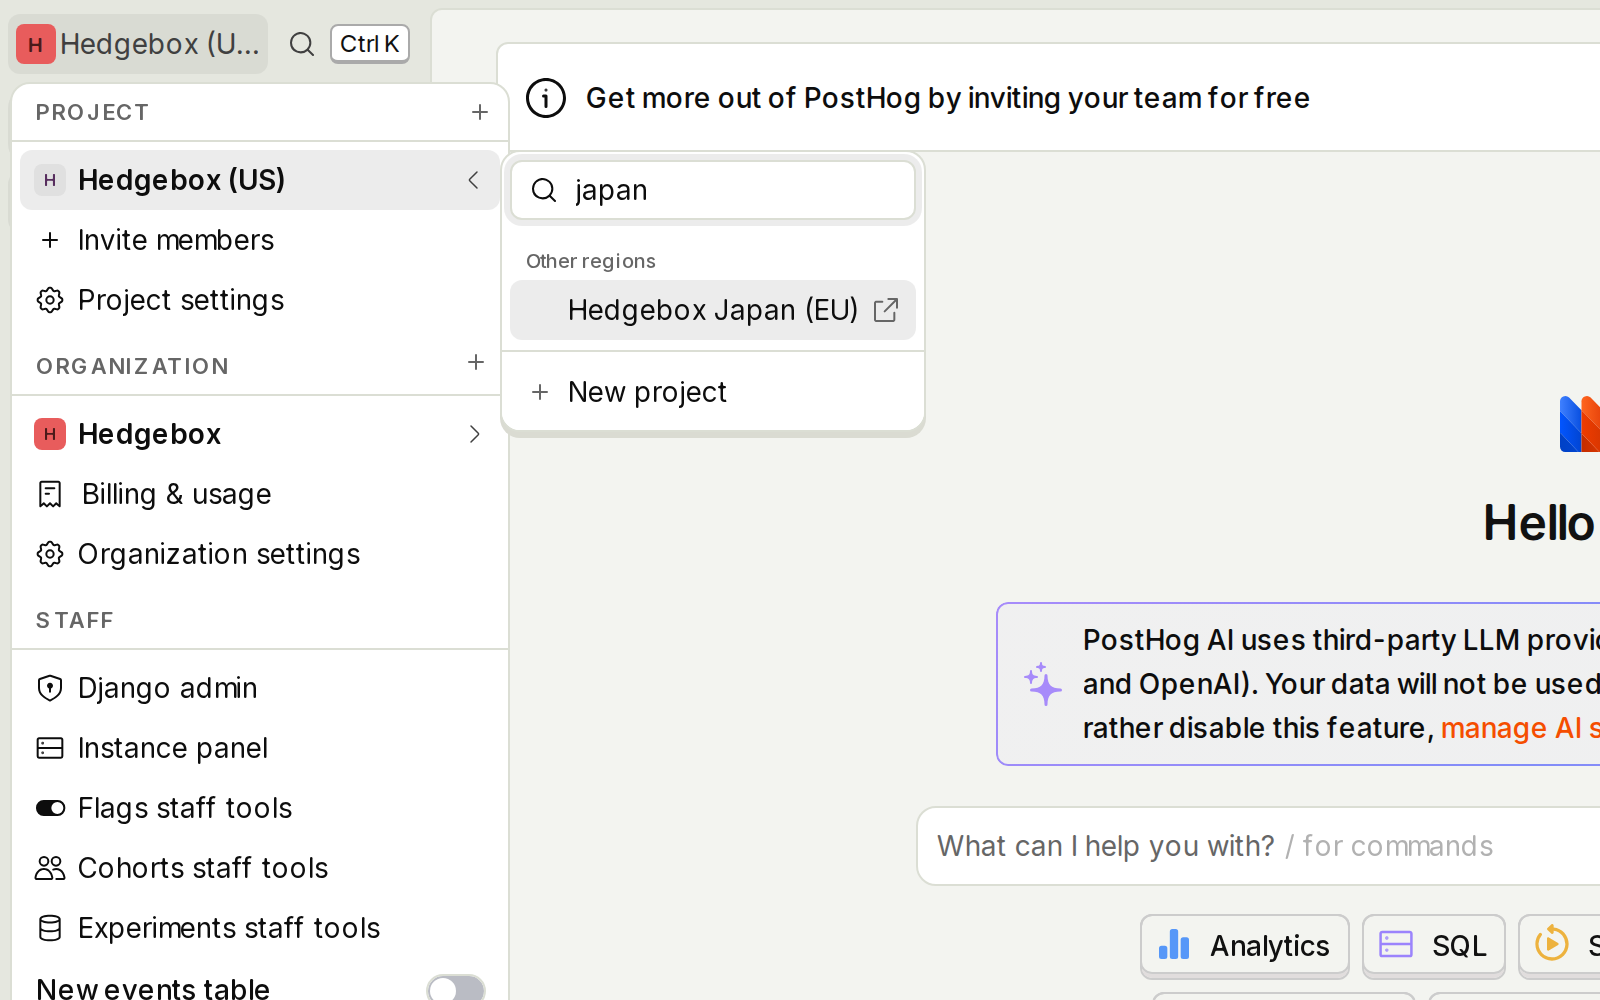 H Hedgebox (U... Ctrl K
PROJECT
H Hedgebox (US)
Invite members
Project settings
ORGANIZATION
H Hedgebox
Billing & usage
Organization settings
STAFF
Django admin
Instance panel
Flags staff tools
Cohorts staff tools
Experiments staff tools
New events table
Get more out of PostHog by inviting your team for free
japan
Other regions
Hedgebox Japan (EU)
New project
Hello
PostHog AI uses third-party LLM
and OpenAI). Your data will not be used
rather disable this feature, manage AI
What can I help you with? / for commands
Analytics
SQL